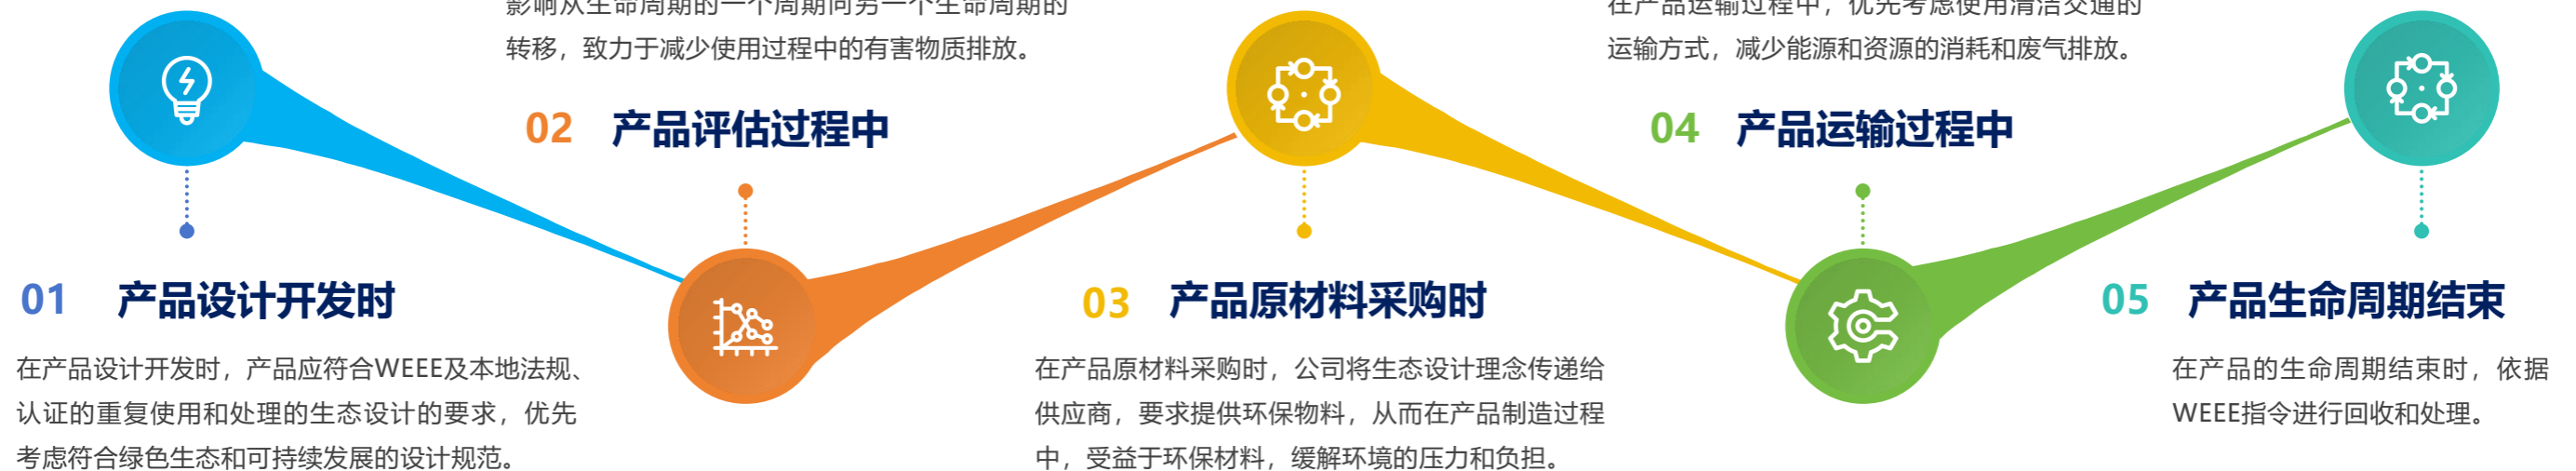 01 产品设计开发时
在产品设计开发时，产品应符合WEEE及本地法规、
认证的重复使用和处理的生态设计的要求，优先
考虑符合绿色生态和可持续发展的设计规范。
影响从生命周期的一个周期向另一个生命周期的
转移，致力于减少使用过程中的有害物质排放。
02 产品评估过程中
03 产品原材料采购时
在产品原材料采购时，公司将生态设计理念传递给
供应商，要求提供环保物料，从而在产品制造过程
中，受益于环保材料，缓解环境的压力和负担。
在产品运输过程中，优先考虑使用清洁交通的
运输方式，减少能源和资源的消耗和废气排放。
04 产品运输过程中
05 产品生命周期结束
在产品的生命周期结束时，依据
WEEE指令进行回收和处理。